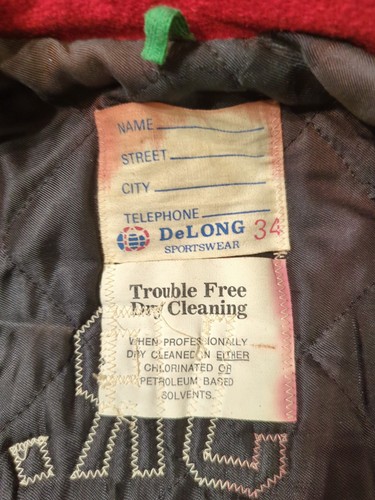 NAME
STREET
CITY
TELEPHONE
DeLONG 34
SPORTSWEAR
Trouble Free
Dry Cleaning
WHEN PROFESSIONALLY
DRY CLEANED IN EITHER
CHLORINATED OR
PETROLEUM BASED
SOLVENTS.